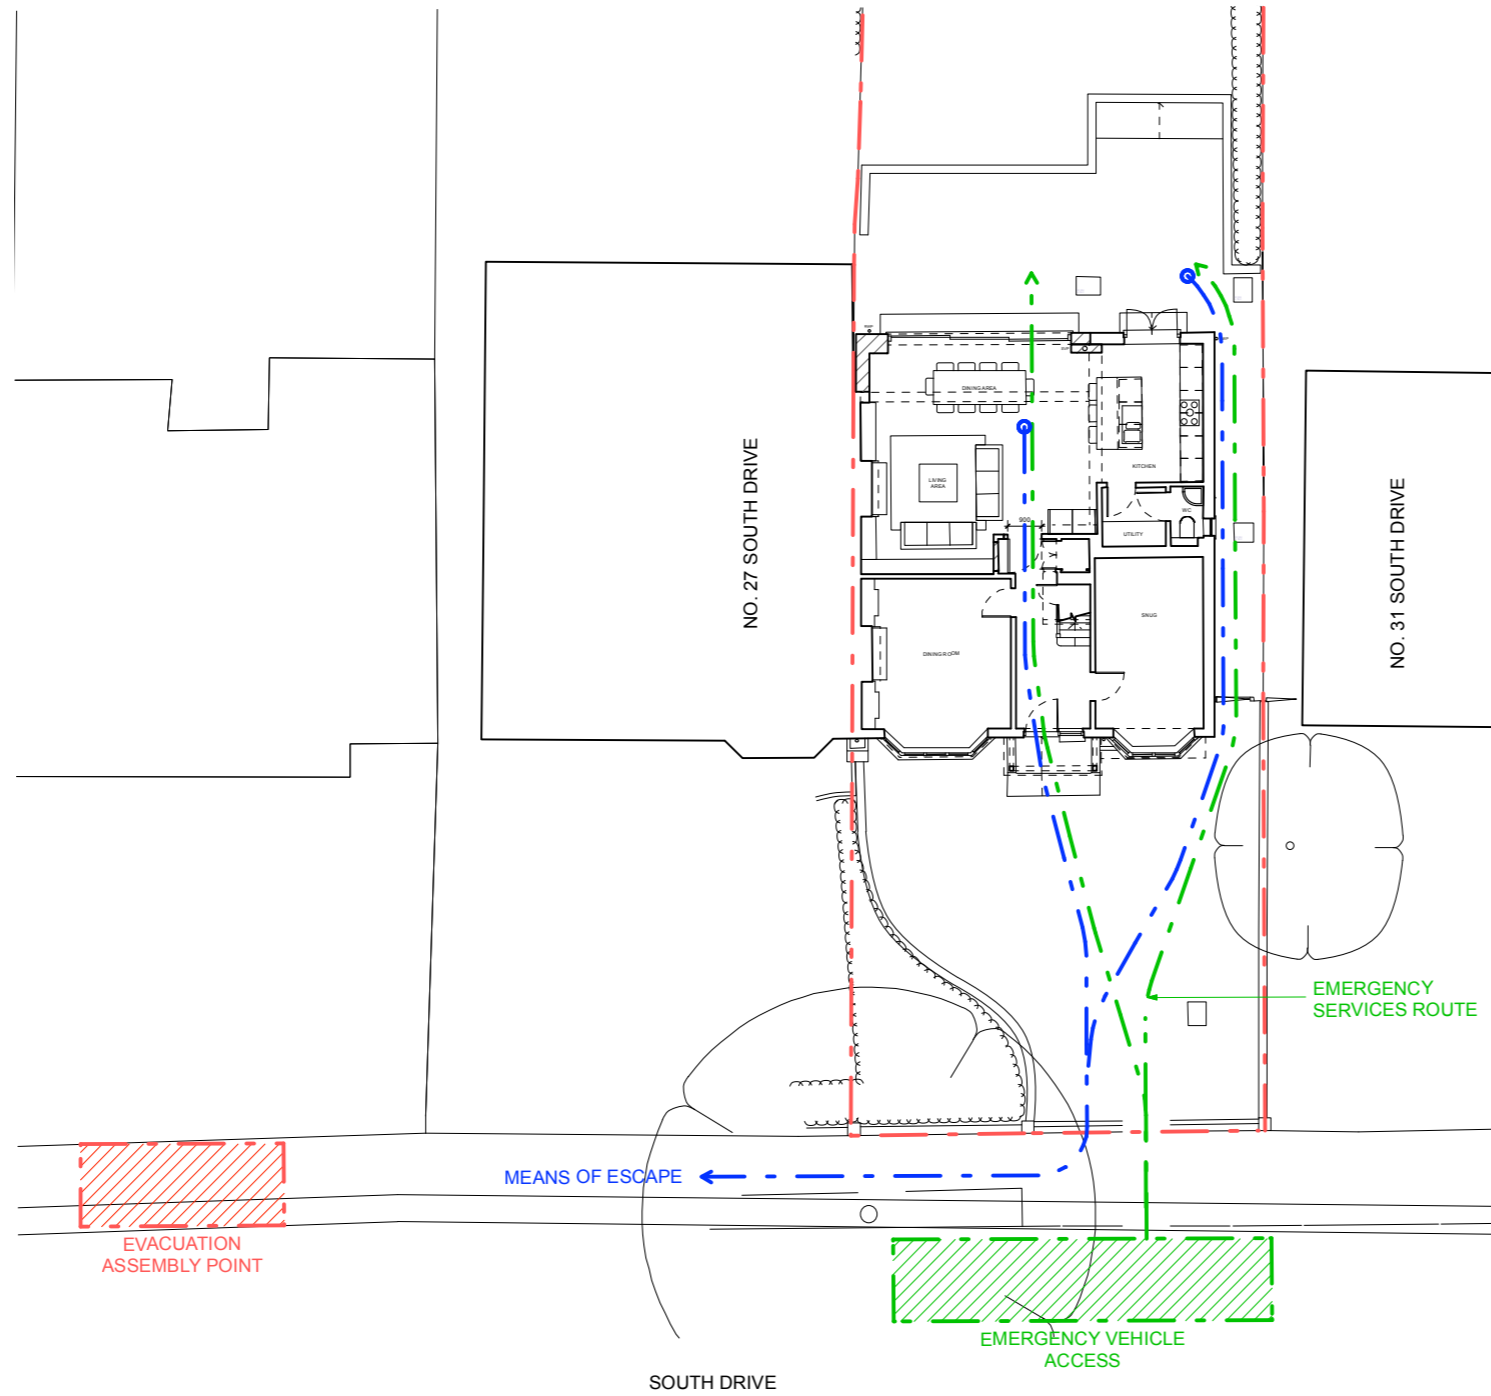 DINING AREA
LIVING
AREA
KITCHEN
900
WC
UTILITY
NO. 27 SOUTH DRIVE
NO. 31 SOUTH DRIVE
SNUG
DINING ROOM
EMERGENCY
SERVICES ROUTE
MEANS OF ESCAPE
EVACUATION
ASSEMBLY POINT
EMERGENCY VEHICLE
ACCESS
SOUTH DRIVE